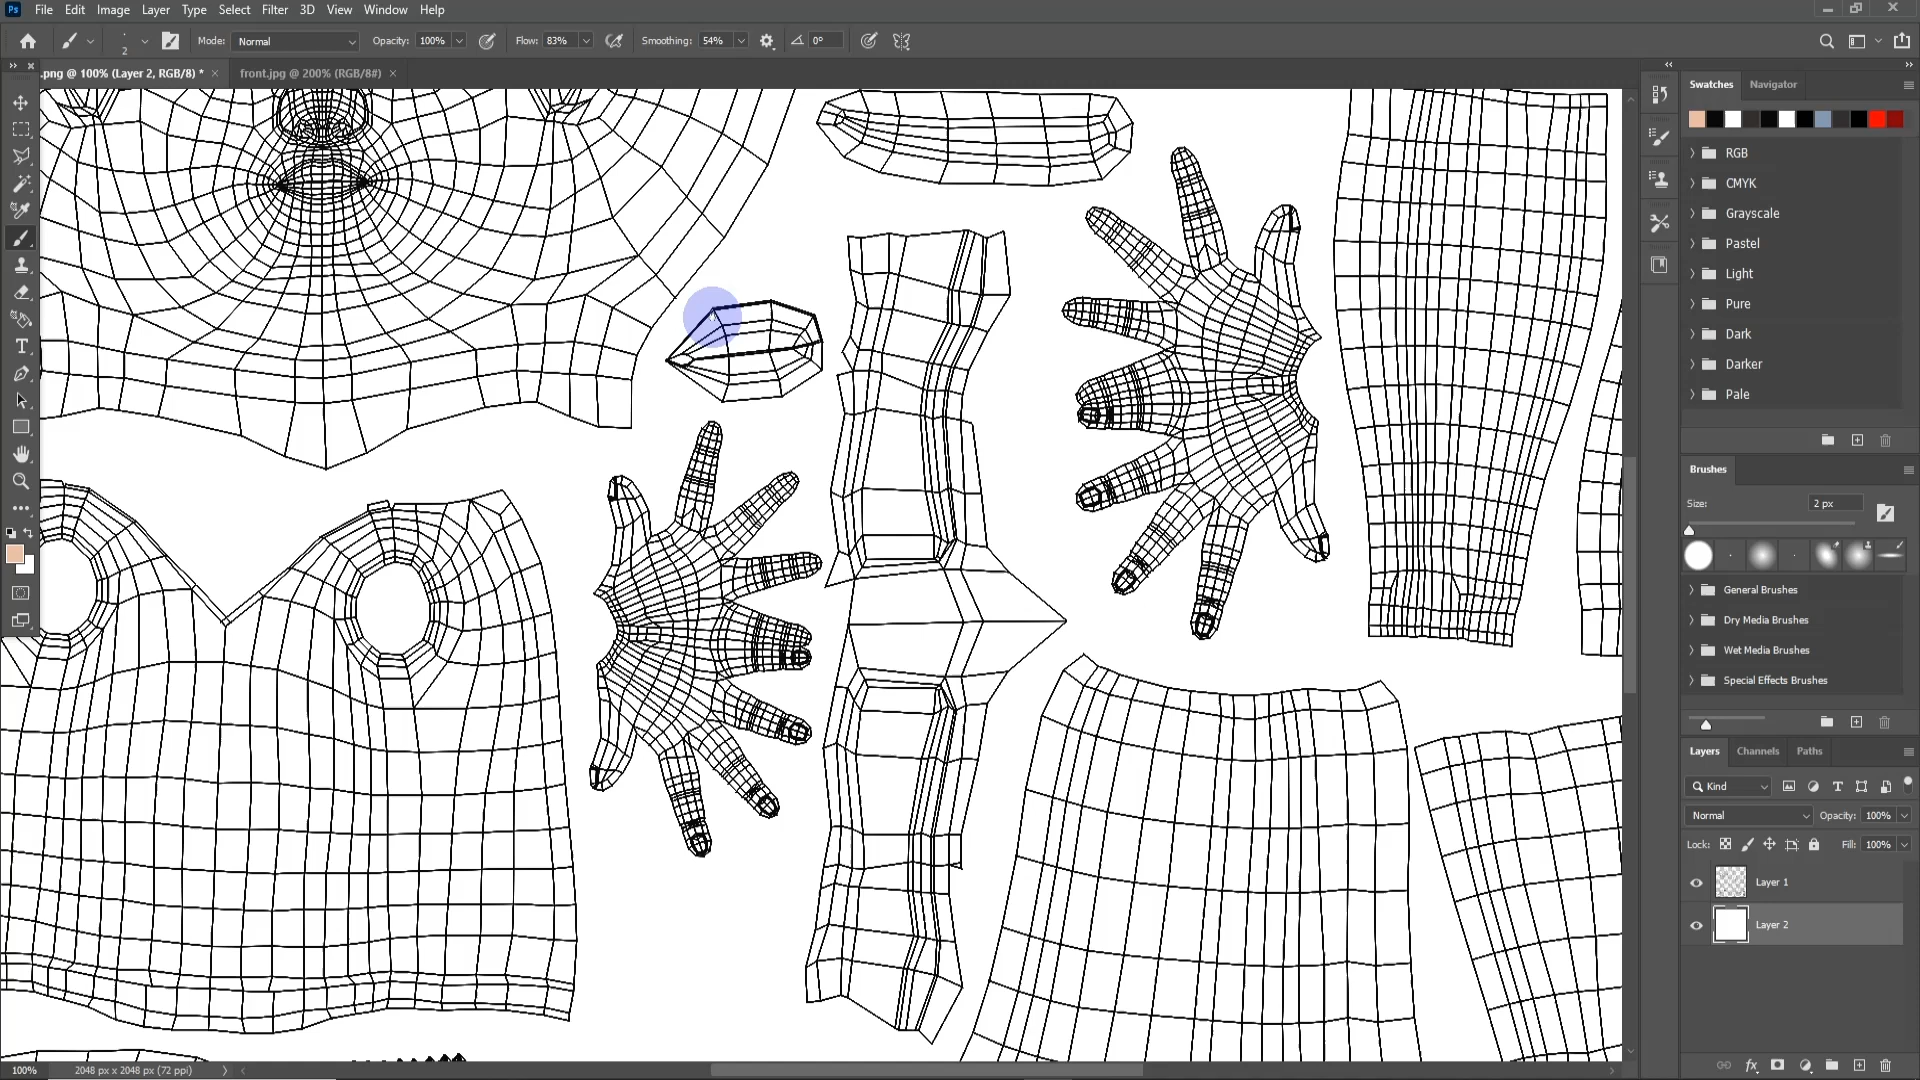 Ps File Edit Image Layer Type Select Filter 3D View Window Help
2 Mode: Normal Opacity: 100% Flow: 83% Smoothing: 54% 0°
.png @ 100% (Layer 2, RGB/8) * × front.jpg @ 200% (RGB/8#) ×
Swatches Navigator
RGB
CMYK
Grayscale
Pastel
Light
Pure
Dark
Darker
Pale
Brushes
Size: 2 px
General Brushes
Dry Media Brushes
Wet Media Brushes
Special Effects Brushes
Layers Channels Paths
Kind
Normal Opacity: 100%
Lock: Fill: 100%
Layer 1
Layer 2
100% 2048 px x 2048 px (72 ppi)